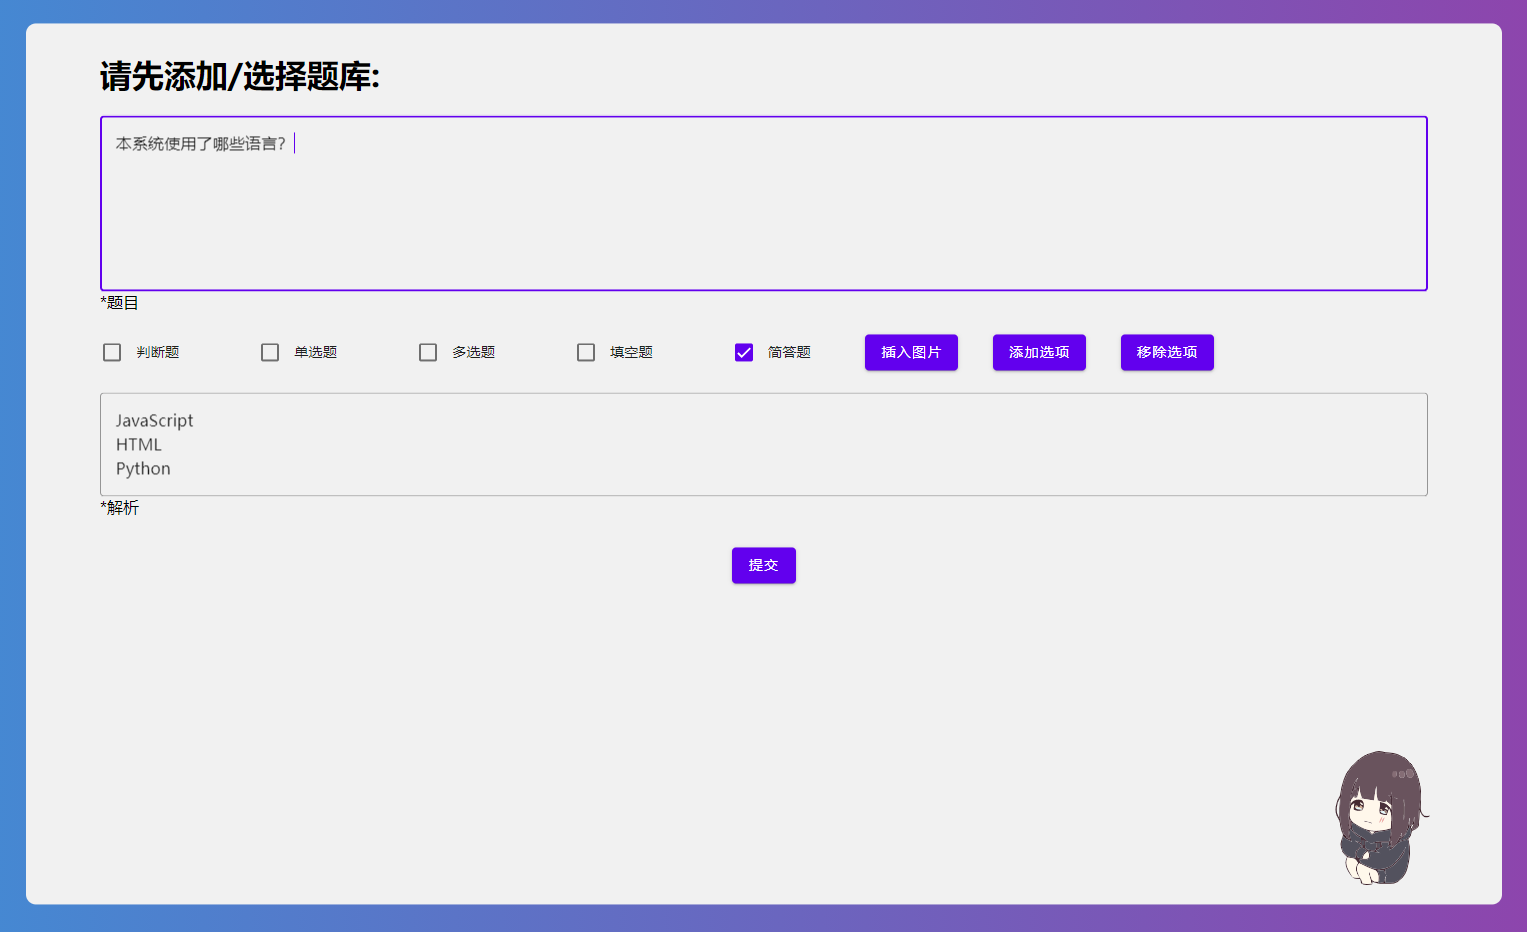 请先添加/选择题库:
本系统使用了哪些语言？
*题目
判断题 单选题 多选题 填空题 简答题 插入图片 添加选项 移除选项
JavaScript
HTML
Python
*解析
提交